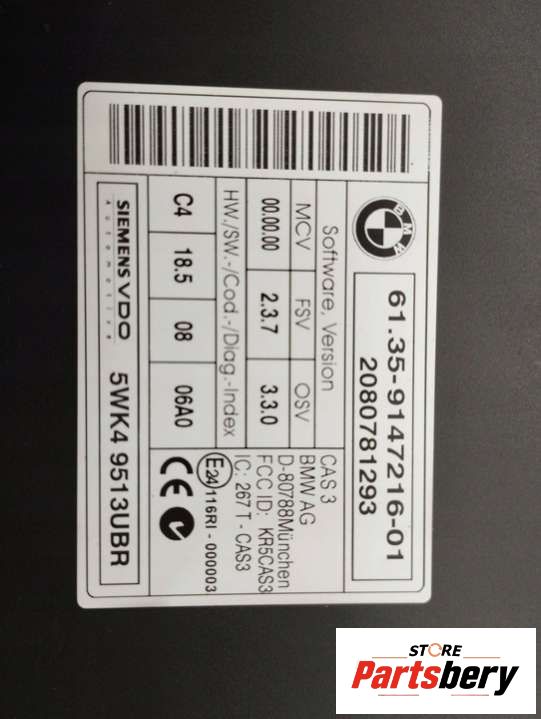 BMW
61.35-9147216-01
2080781293
Software, Version
MCV FSV OSV
00.00.00 2.3.7 3.3.0
HW./SW.-/Cod.-/Diag.-Index
C4 18.5 08 06A0
CAS 3
BMW AG
D-80788München
FCC ID: KR5CAS3
IC: 267 T - CAS3
E24 116RI - 000003
CE
SIEMENS VDO
Automotive
5WK4 9513UBR
STORE
Partsbery